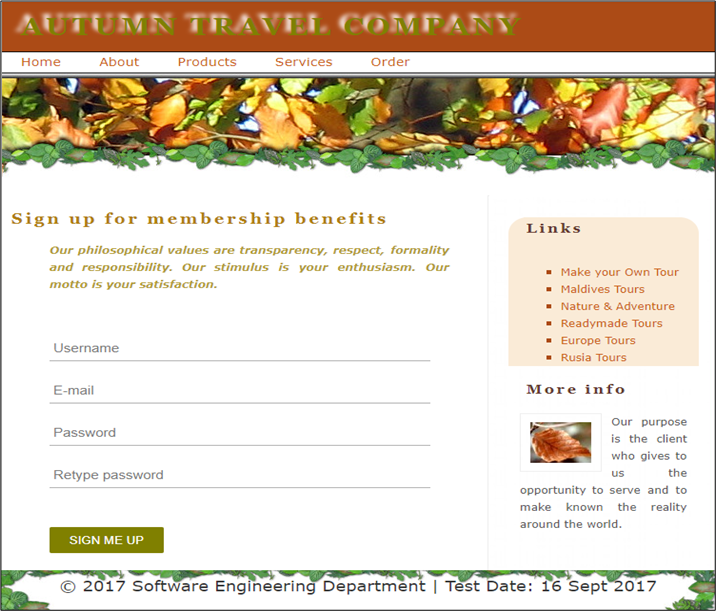 AUTUMN TRAVEL COMPANY
Home About Products Services Order
Sign up for membership benefits
Our philosophical values are transparency, respect, formality
and responsibility. Our stimulus is your enthusiasm. Our
motto is your satisfaction.
Username
E-mail
Password
Retype password
SIGN ME UP
Links
Make your Own Tour
Maldives Tours
Nature & Adventure
Readymade Tours
Europe Tours
Rusia Tours
More info
Our purpose
is the client
who gives to
us the
opportunity to serve and to
make known the reality
around the world.
© 2017 Software Engineering Department | Test Date: 16 Sept 2017